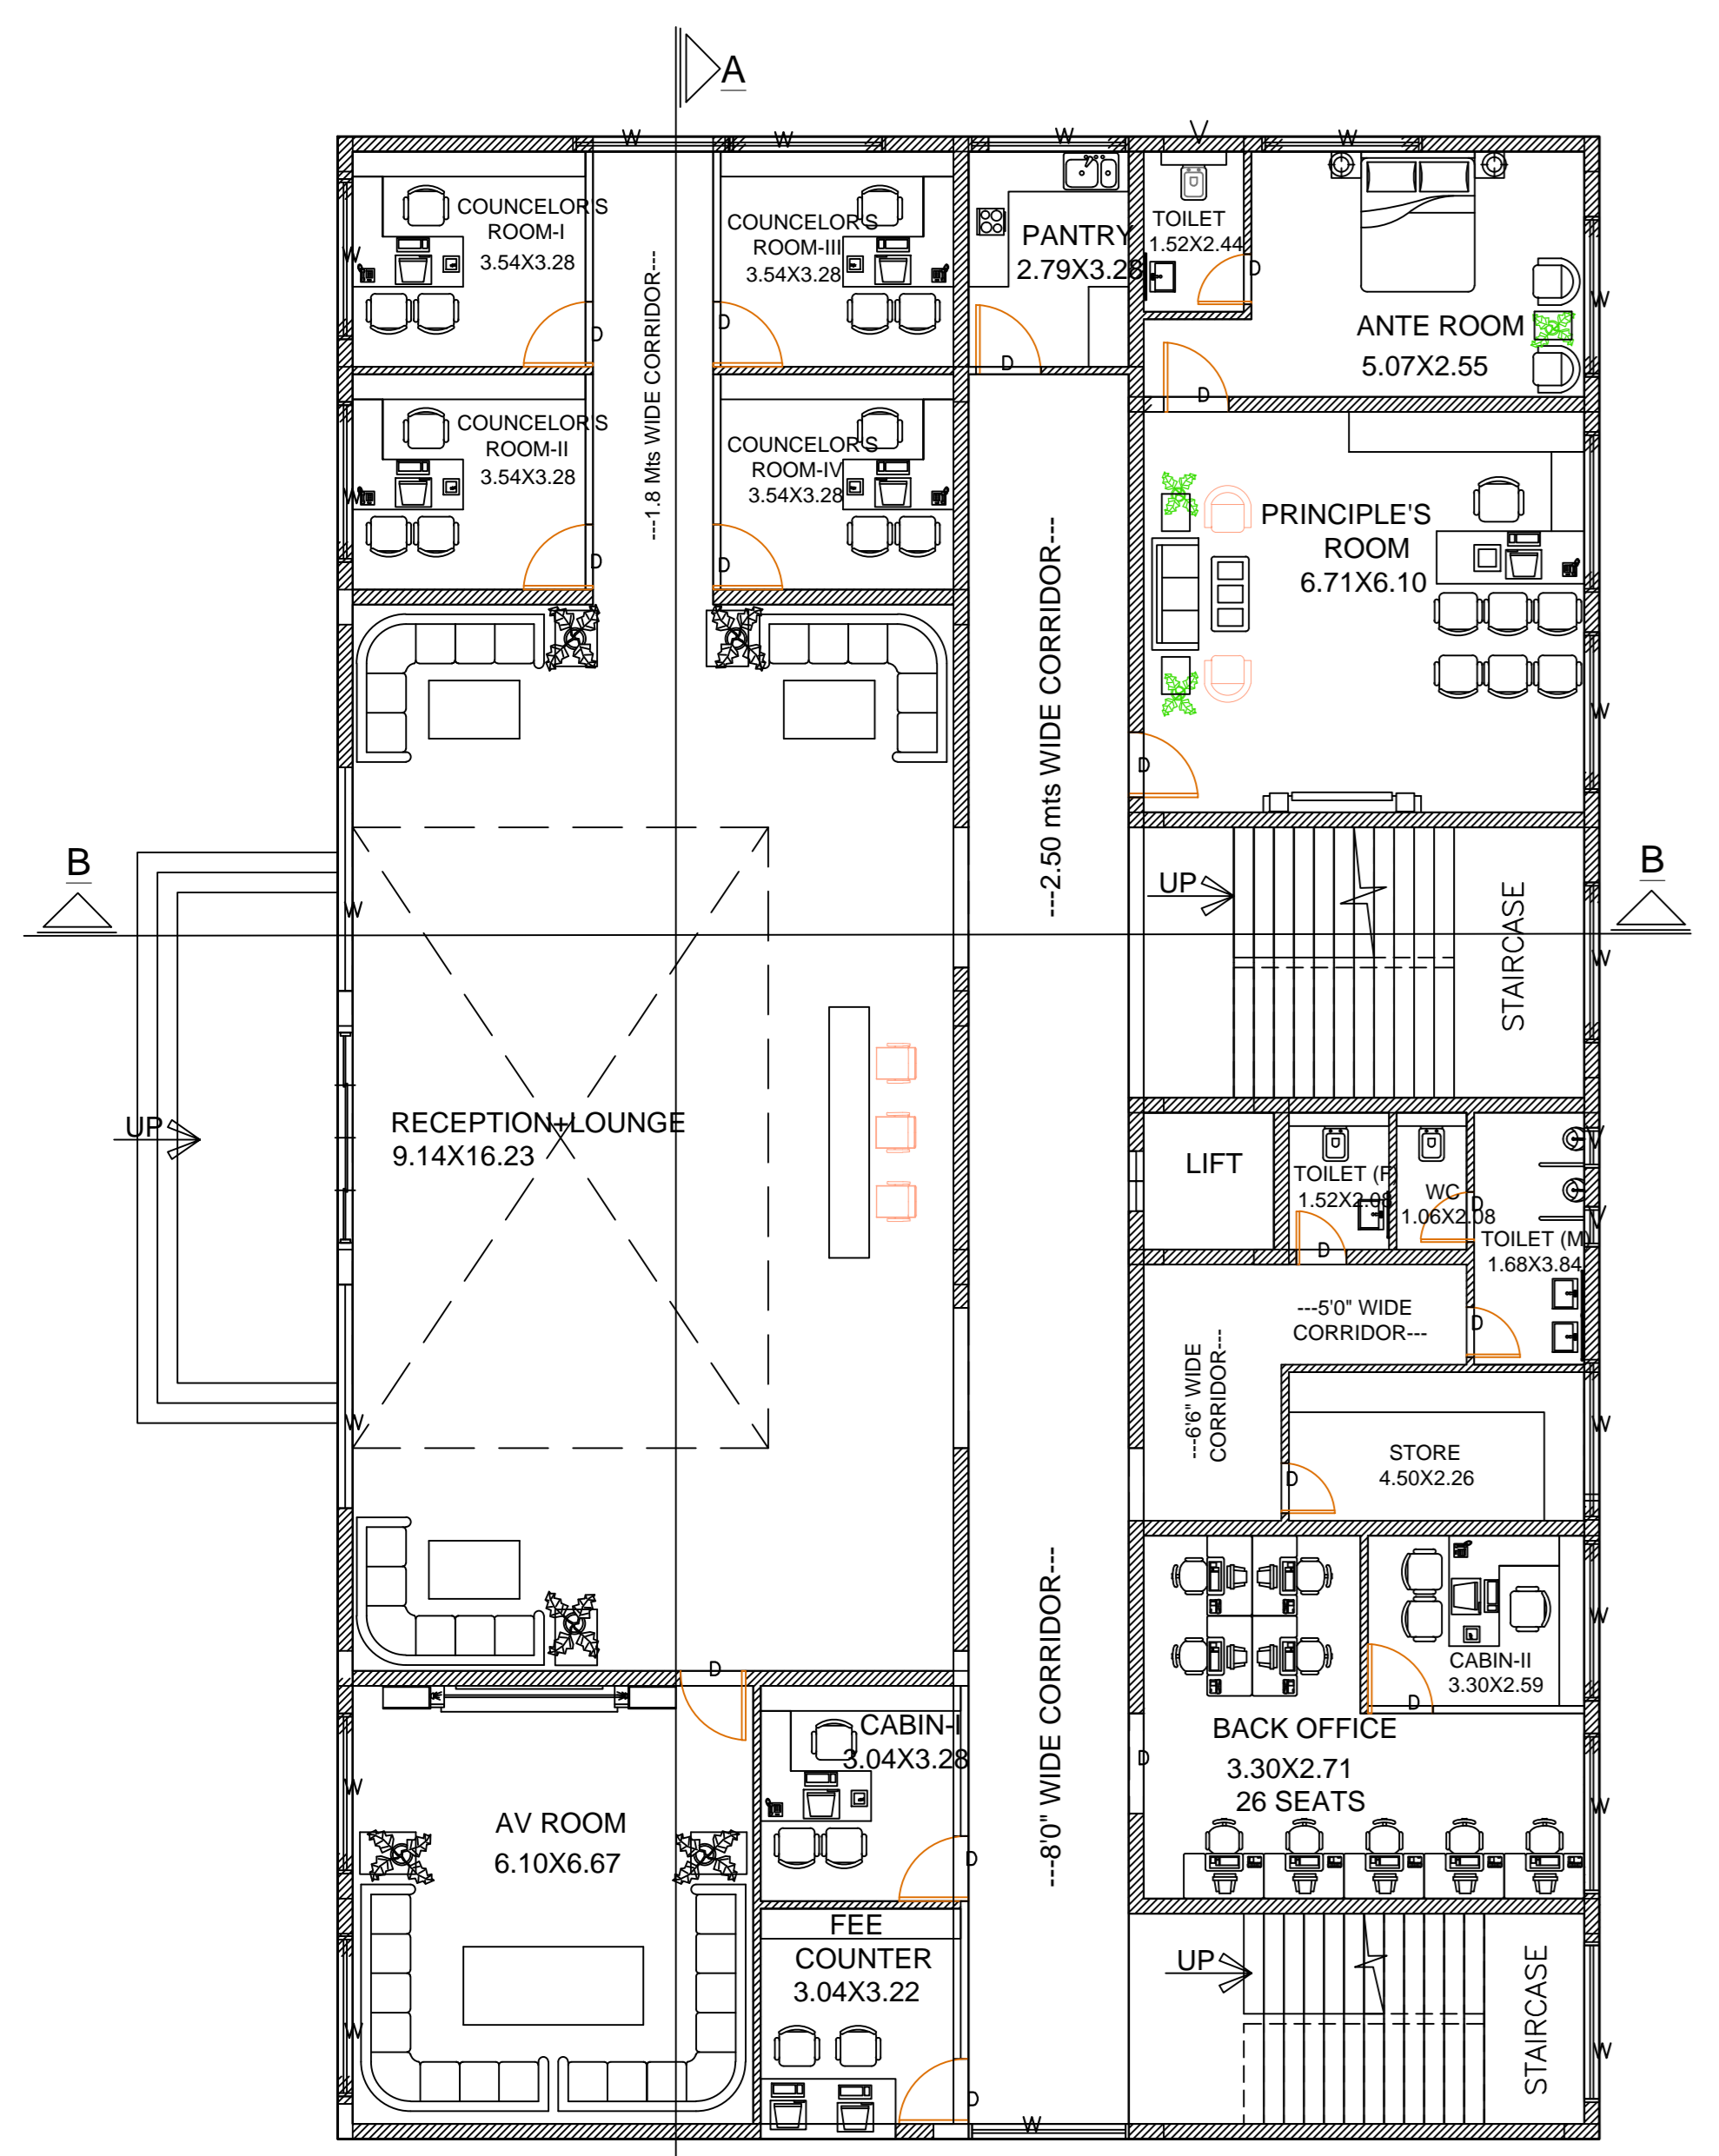 A
W
W
W
V
W
COUNCELOR'S
ROOM-I
3.54X3.28
W
D
---1.8 Mts WIDE CORRIDOR---
COUNCELOR'S
ROOM-III
3.54X3.28
D
PANTRY
2.79X3.28
D
TOILET
1.52X2.44
D
ANTE ROOM
5.07X2.55
W
D
COUNCELOR'S
ROOM-II
3.54X3.28
W
D
COUNCELOR'S
ROOM-IV
3.54X3.28
D
---2.50 mts WIDE CORRIDOR---
PRINCIPLE'S
ROOM
6.71X6.10
W
D
B
B
W
UP
STAIRCASE
W
UP
RECEPTION+LOUNGE
9.14X16.23
LIFT
TOILET (F)
1.52X2.08
D
WC
1.06X2.08
D
V
V
TOILET (M)
1.68X3.84
D
---5'0" WIDE
CORRIDOR---
---6'6" WIDE
CORRIDOR---
W
W
STORE
4.50X2.26
D
---8'0" WIDE CORRIDOR---
W
CABIN-II
3.30X2.59
D
D
BACK OFFICE
3.30X2.71
26 SEATS
D
W
CABIN-I
3.04X3.28
D
W
AV ROOM
6.10X6.67
FEE
COUNTER
3.04X3.22
D
W
UP
STAIRCASE
W
W